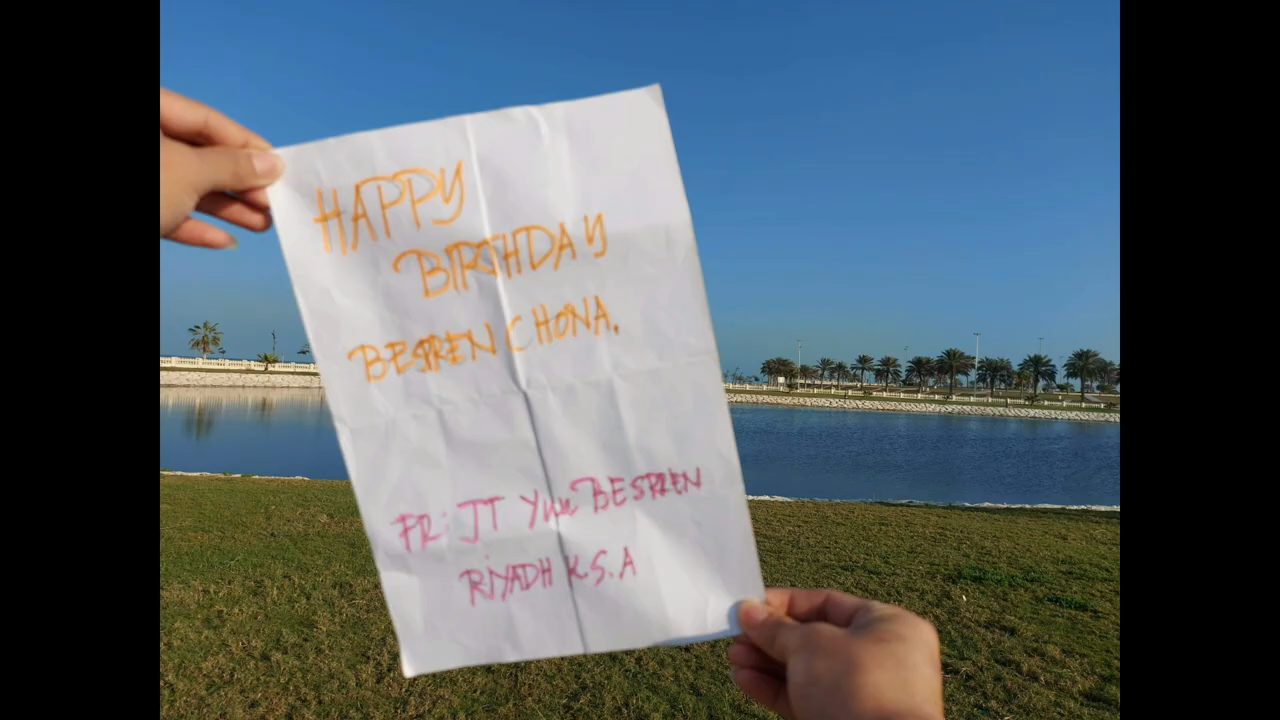 HAPPY
BIRTHDAY
BESPREN CHONA.
FR: JT Your BESPREN
RIYADH K.S.A